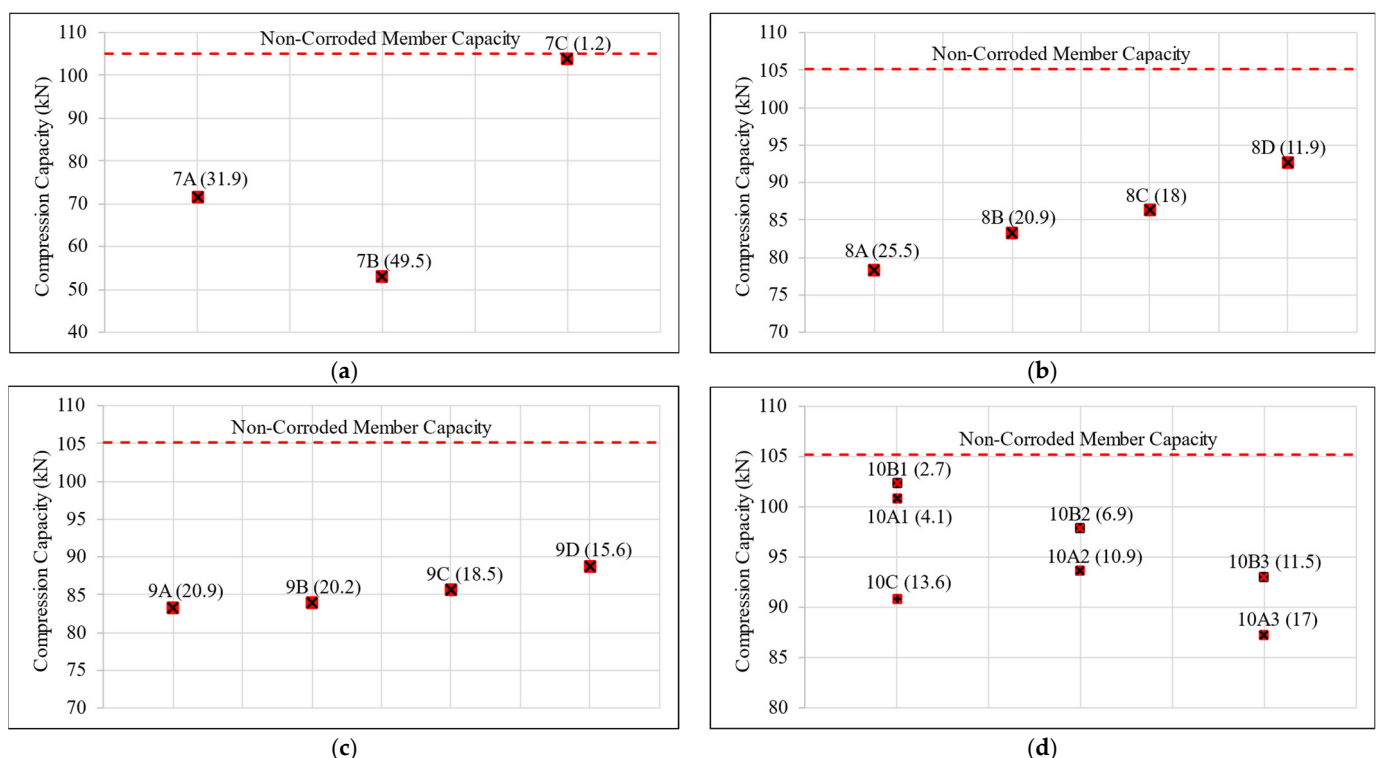 Compression Capacity (kN)
110
100
90
80
70
60
50
40
Non-Corroded Member Capacity
7C (1.2)
7A (31.9)
7B (49.5)
(a)
Compression Capacity (kN)
110
105
100
95
90
85
80
75
70
Non-Corroded Member Capacity
8D (11.9)
8C (18)
8B (20.9)
8A (25.5)
(b)
Compression Capacity (kN)
110
105
100
95
90
85
80
75
70
Non-Corroded Member Capacity
9A (20.9)
9B (20.2)
9C (18.5)
9D (15.6)
(c)
Compression Capacity (kN)
110
105
100
95
90
85
80
Non-Corroded Member Capacity
10B1 (2.7)
10A1 (4.1)
10C (13.6)
10B2 (6.9)
10A2 (10.9)
10B3 (11.5)
10A3 (17)
(d)